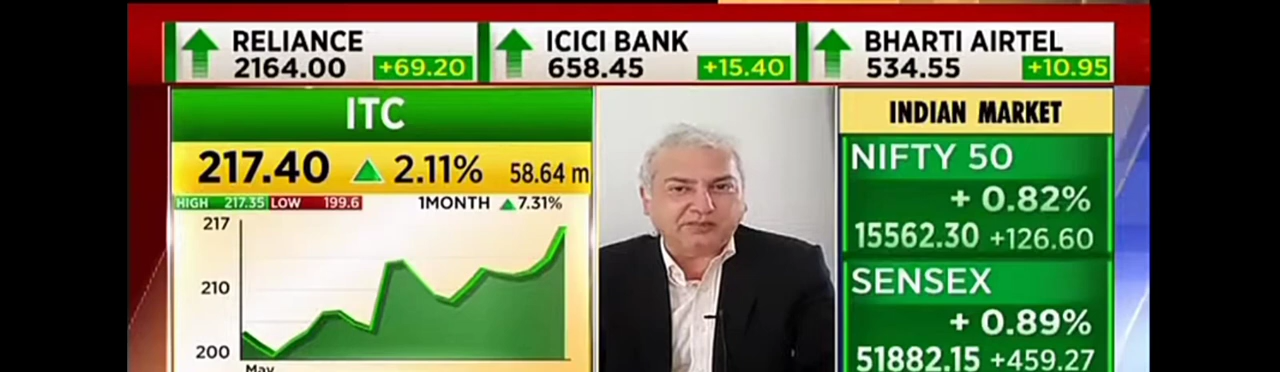 RELIANCE
2164.00 +69.20
ICICI BANK
658.45 +15.40
BHARTI AIRTEL
534.55 +10.95
ITC
217.40 2.11% 58.64 m
HIGH 217.35 LOW 199.6 1MONTH 7.31%
217
210
200
May
INDIAN MARKET
NIFTY 50
+ 0.82%
15562.30 +126.60
SENSEX
+ 0.89%
51882.15 +459.27